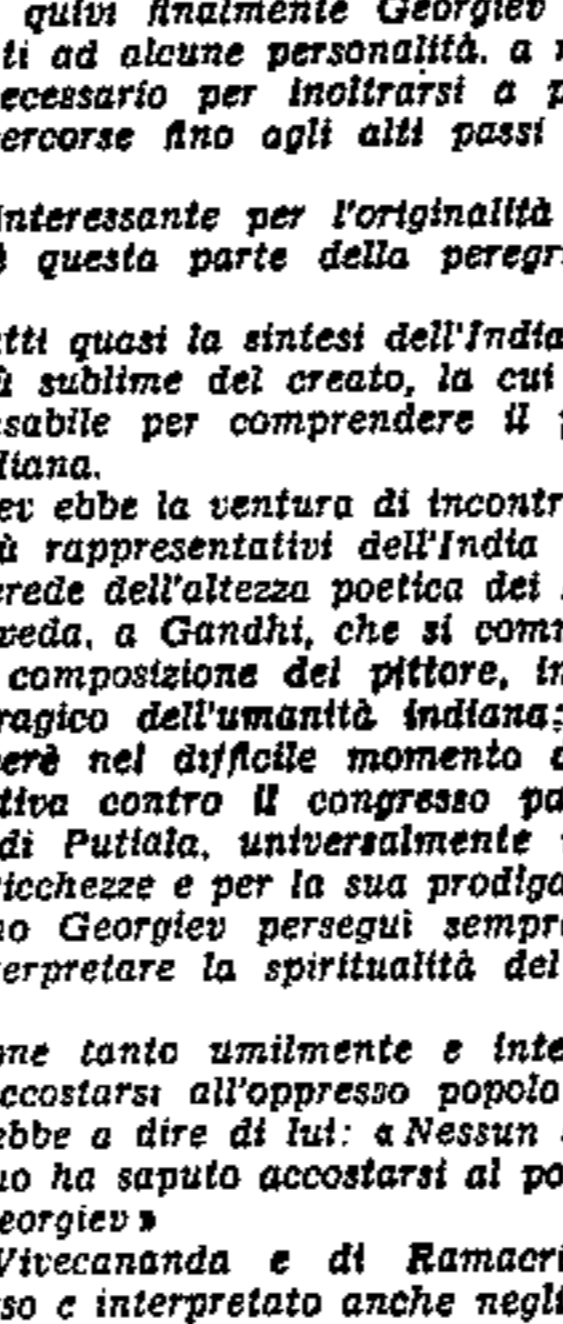 quivi finalmente Georgiev
ti ad alcune personalità. a
ecessario per inoltrarsi a p
ercorse fino agli alti passi
interessante per l'originalità
è questa parte della peregr
tti quasi la sintesi dell'India
ù sublime del creato, la cui
sabile per comprendere il
diana.
ev ebbe la ventura di incontr
ù rappresentativi dell'India
erede dell'altezza poetica dei
veda, a Gandhi, che si comm
composizione del pittore, in
ragico dell'umanità indiana;
erè nel difficile momento d
tiva contro il congresso pa
di Putiala, universalmente
icchezze e per la sua prodiga
no Georgiev perseguì sempre
terpretare la spiritualità del
one tanto umilmente e inte
ccostarsi all'oppresso popolo
ebbe a dire di lui: «Nessun
uo ha saputo accostarsi al po
eorgiev»
Vivecananda e di Ramacri
so e interpretato anche negli